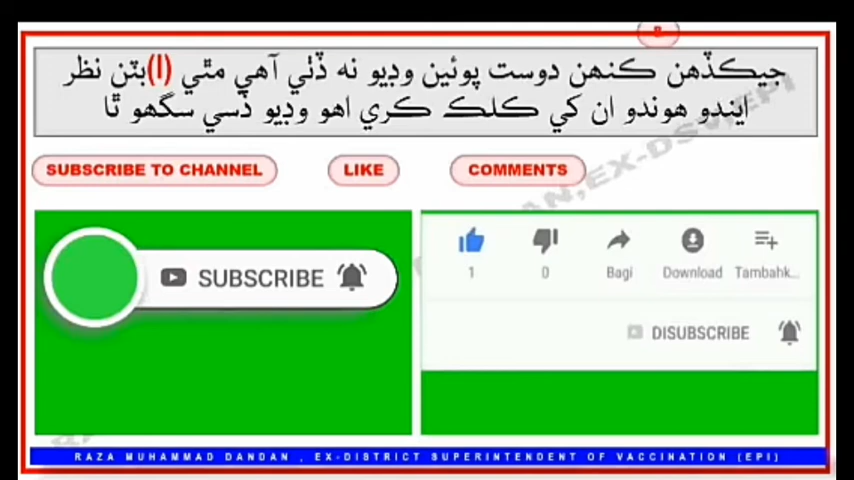 جيڪڏهن ڪنهن دوست پوئين وڊيو نه ڏٺي آهي مٿي (I) بٽن نظر
ايندو هوندو ان کي ڪلڪ ڪري اهو وڊيو ڏسي سگهو ٿا
SUBSCRIBE TO CHANNEL
LIKE
COMMENTS
SUBSCRIBE
1
0
Bagi
Download
Tambahk...
DISUBSCRIBE
RAZA MUHAMMAD DANDAN , EX-DISTRICT SUPERINTENDENT OF VACCINATION (EPI)